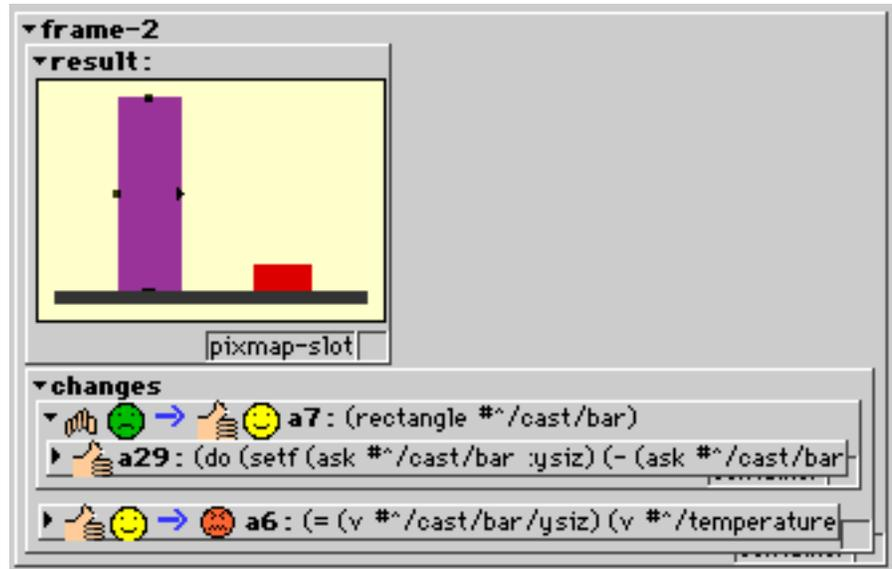 frame-2
result:
pixmap-slot
changes
a7: (rectangle #^/cast/bar)
a29: (do (setf (ask #^/cast/bar :ysiz) (- (ask #^/cast/bar
a6: (= (v #^/cast/bar/ysiz) (v #^/temperature